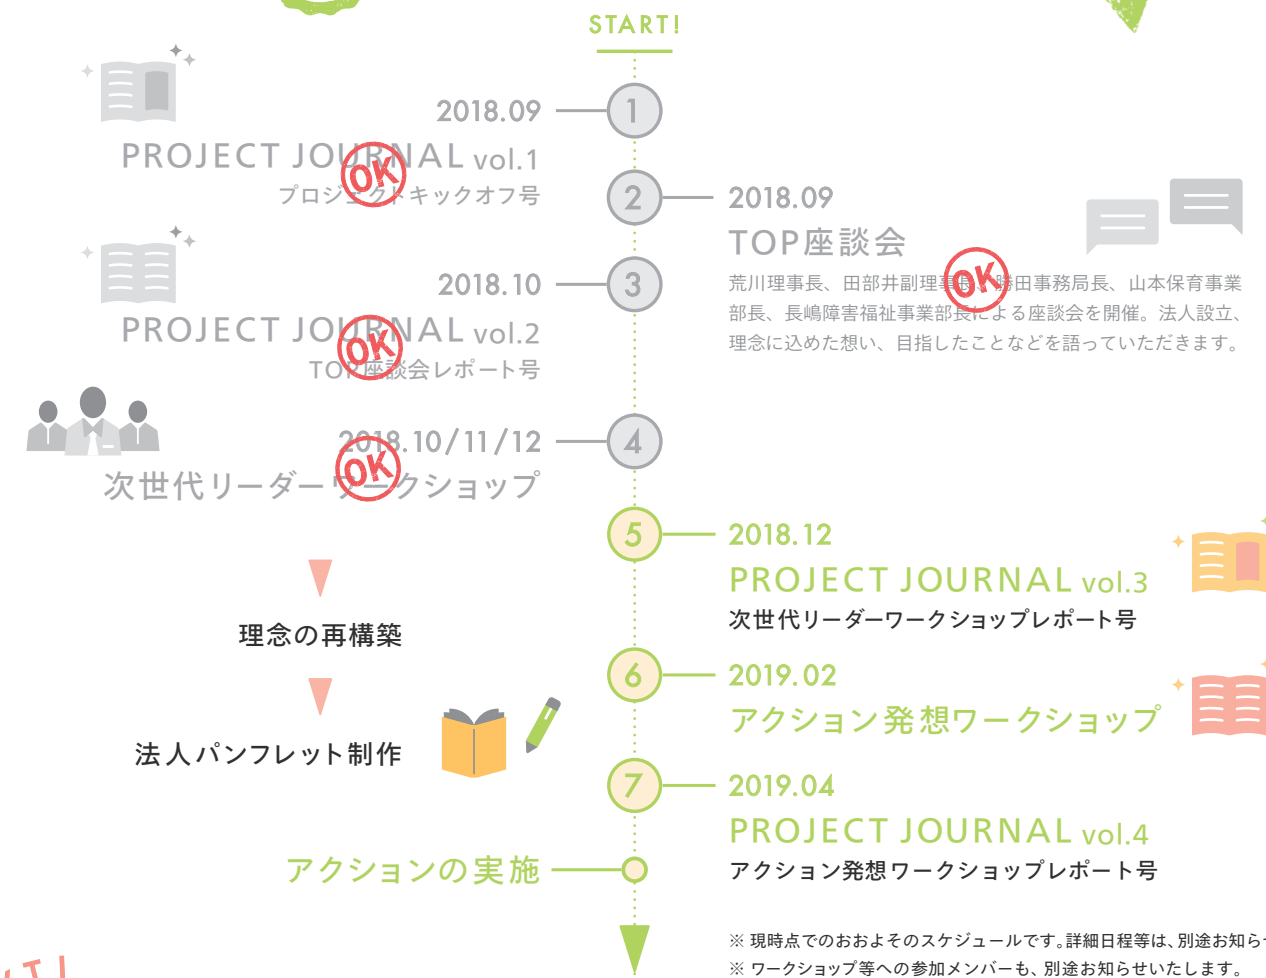 START!
1
2018.09
PROJECT JOURNAL vol.1
プロジェクトキックオフ号
OK
2
2018.09
TOP座談会
荒川理事長、田部井副理事長、勝田事務局長、山本保育事業
部長、長嶋障害福祉事業部長による座談会を開催。法人設立、
理念に込めた想い、目指したことなどを語っていただきます。
OK
3
2018.10
PROJECT JOURNAL vol.2
TOP座談会レポート号
OK
4
2018.10/11/12
次世代リーダーワークショップ
OK
5
2018.12
PROJECT JOURNAL vol.3
次世代リーダーワークショップレポート号
理念の再構築
6
2019.02
アクション発想ワークショップ
法人パンフレット制作
7
2019.04
PROJECT JOURNAL vol.4
アクション発想ワークショップレポート号
アクションの実施
※ 現時点でのおおよそのスケジュールです。詳細日程等は、別途お知ら
※ ワークショップ等への参加メンバーも、別途お知らせいたします。